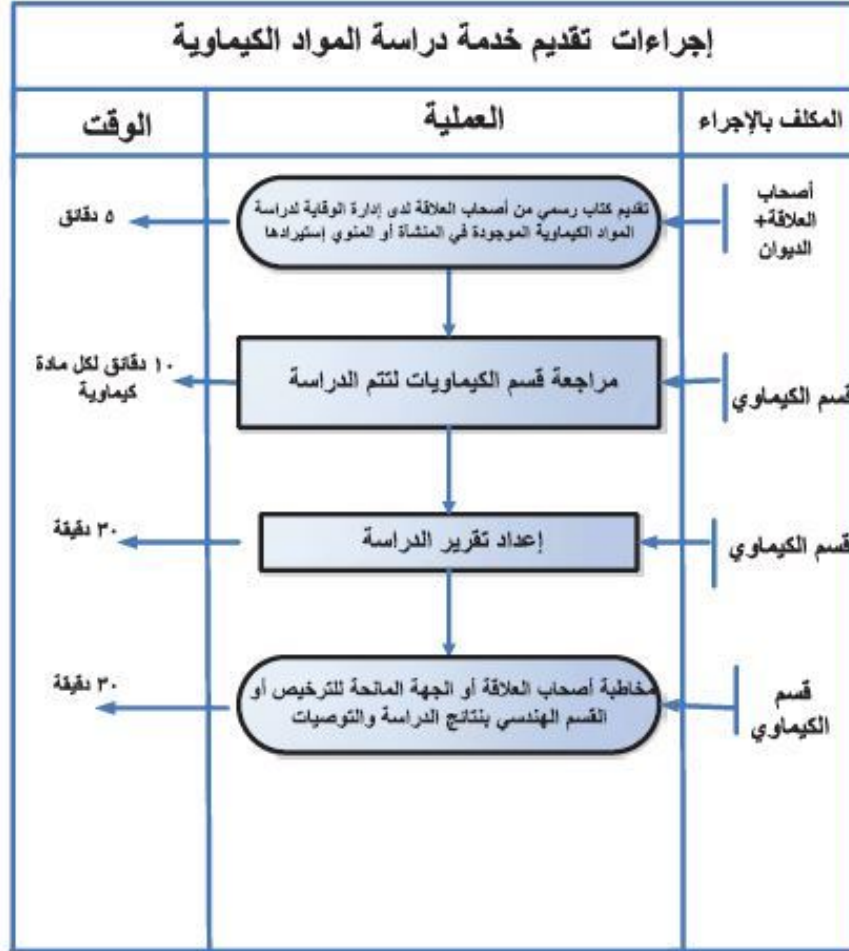 إجراءات تقديم خدمة دراسة المواد الكيماوية
المكلف بالإجراء
العملية
الوقت
أصحاب
العلاقة+
الديوان
تقديم كتاب رسمي من أصحاب العلاقة لدى إدارة الوقاية لدراسة
المواد الكيماوية الموجودة في المنشأة أو المنوي إستيرادها
٥ دقائق
قسم الكيماوي
مراجعة قسم الكيماويات لتتم الدراسة
١٠ دقائق لكل مادة
كيماوية
قسم الكيماوي
إعداد تقرير الدراسة
٣٠ دقيقة
قسم
الكيماوي
مخاطبة أصحاب العلاقة أو الجهة المانحة للترخيص أو
القسم الهندسي بنتائج الدراسة والتوصيات
٣٠ دقيقة